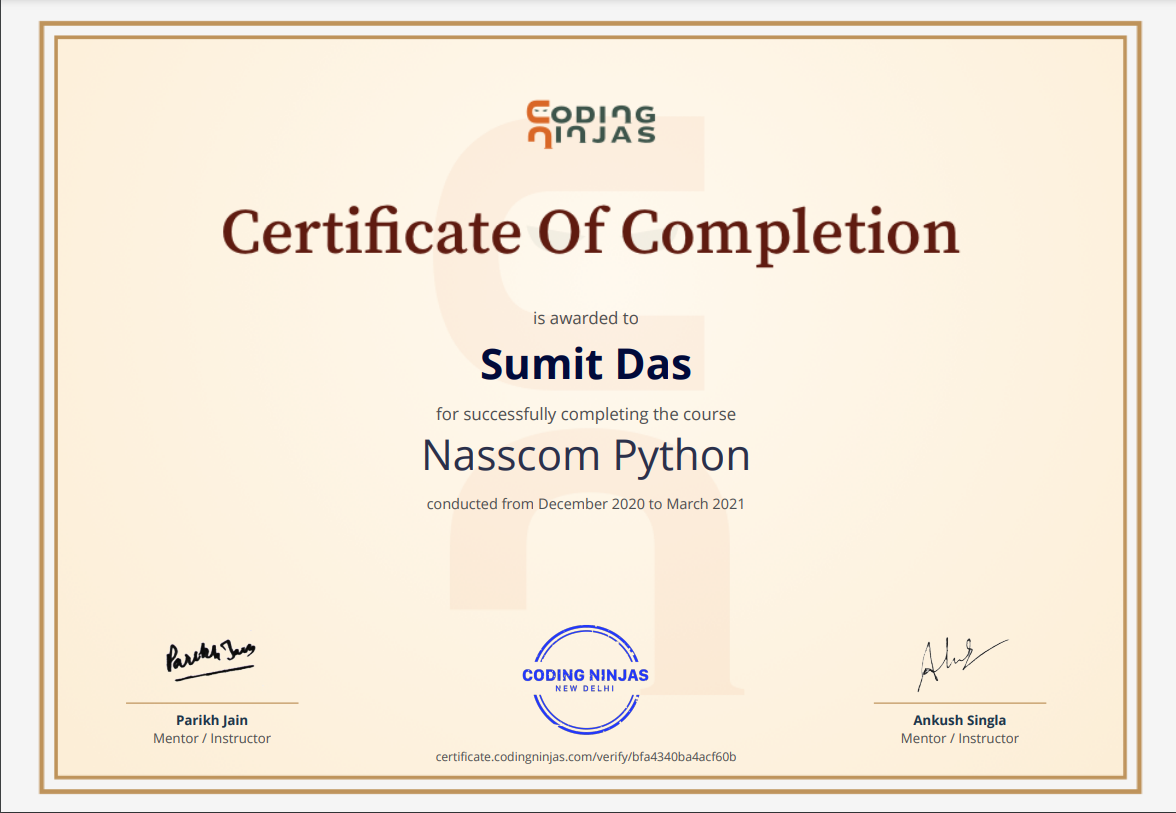 CODING
NINJAS
Certificate Of Completion
is awarded to
Sumit Das
for successfully completing the course
Nasscom Python
conducted from December 2020 to March 2021
Parikh Jain
CODING NINJAS
NEW DELHI
Parikh Jain
Mentor / Instructor
Ankush Singla
Mentor / Instructor
certificate.codingninjas.com/verify/bfa4340ba4acf60b